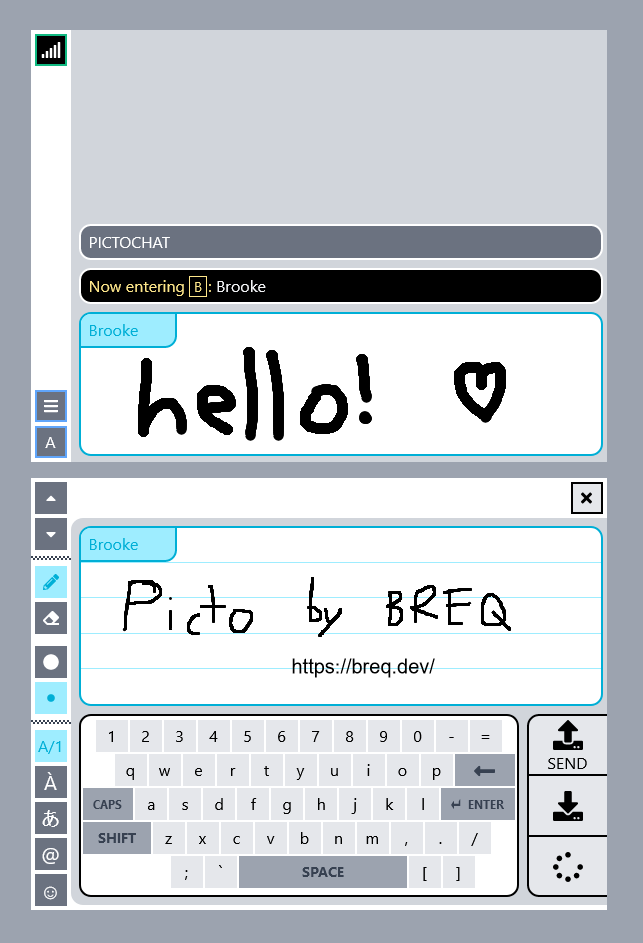 PICTOCHAT
Now entering B: Brooke
Brooke
hello!
A
Brooke
Picto by BREQ
https://breq.dev/
A/1
À
あ
@
1 2 3 4 5 6 7 8 9 0 - =
q w e r t y u i o p
CAPS a s d f g h j k l ENTER
SHIFT z x c v b n m , . /
; ` SPACE [ ]
SEND